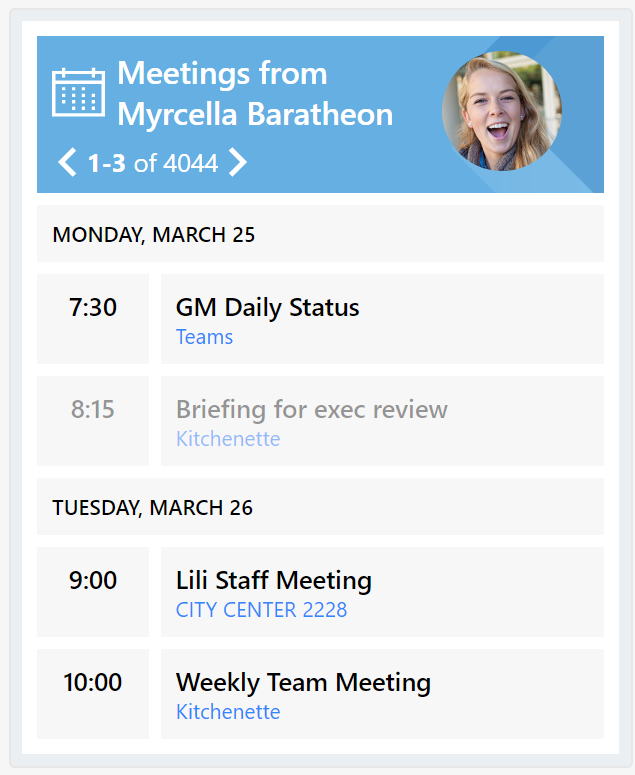 Meetings from
Myrcella Baratheon
1-3 of 4044
MONDAY, MARCH 25
7:30
GM Daily Status
Teams
8:15
Briefing for exec review
Kitchenette
TUESDAY, MARCH 26
9:00
Lili Staff Meeting
CITY CENTER 2228
10:00
Weekly Team Meeting
Kitchenette